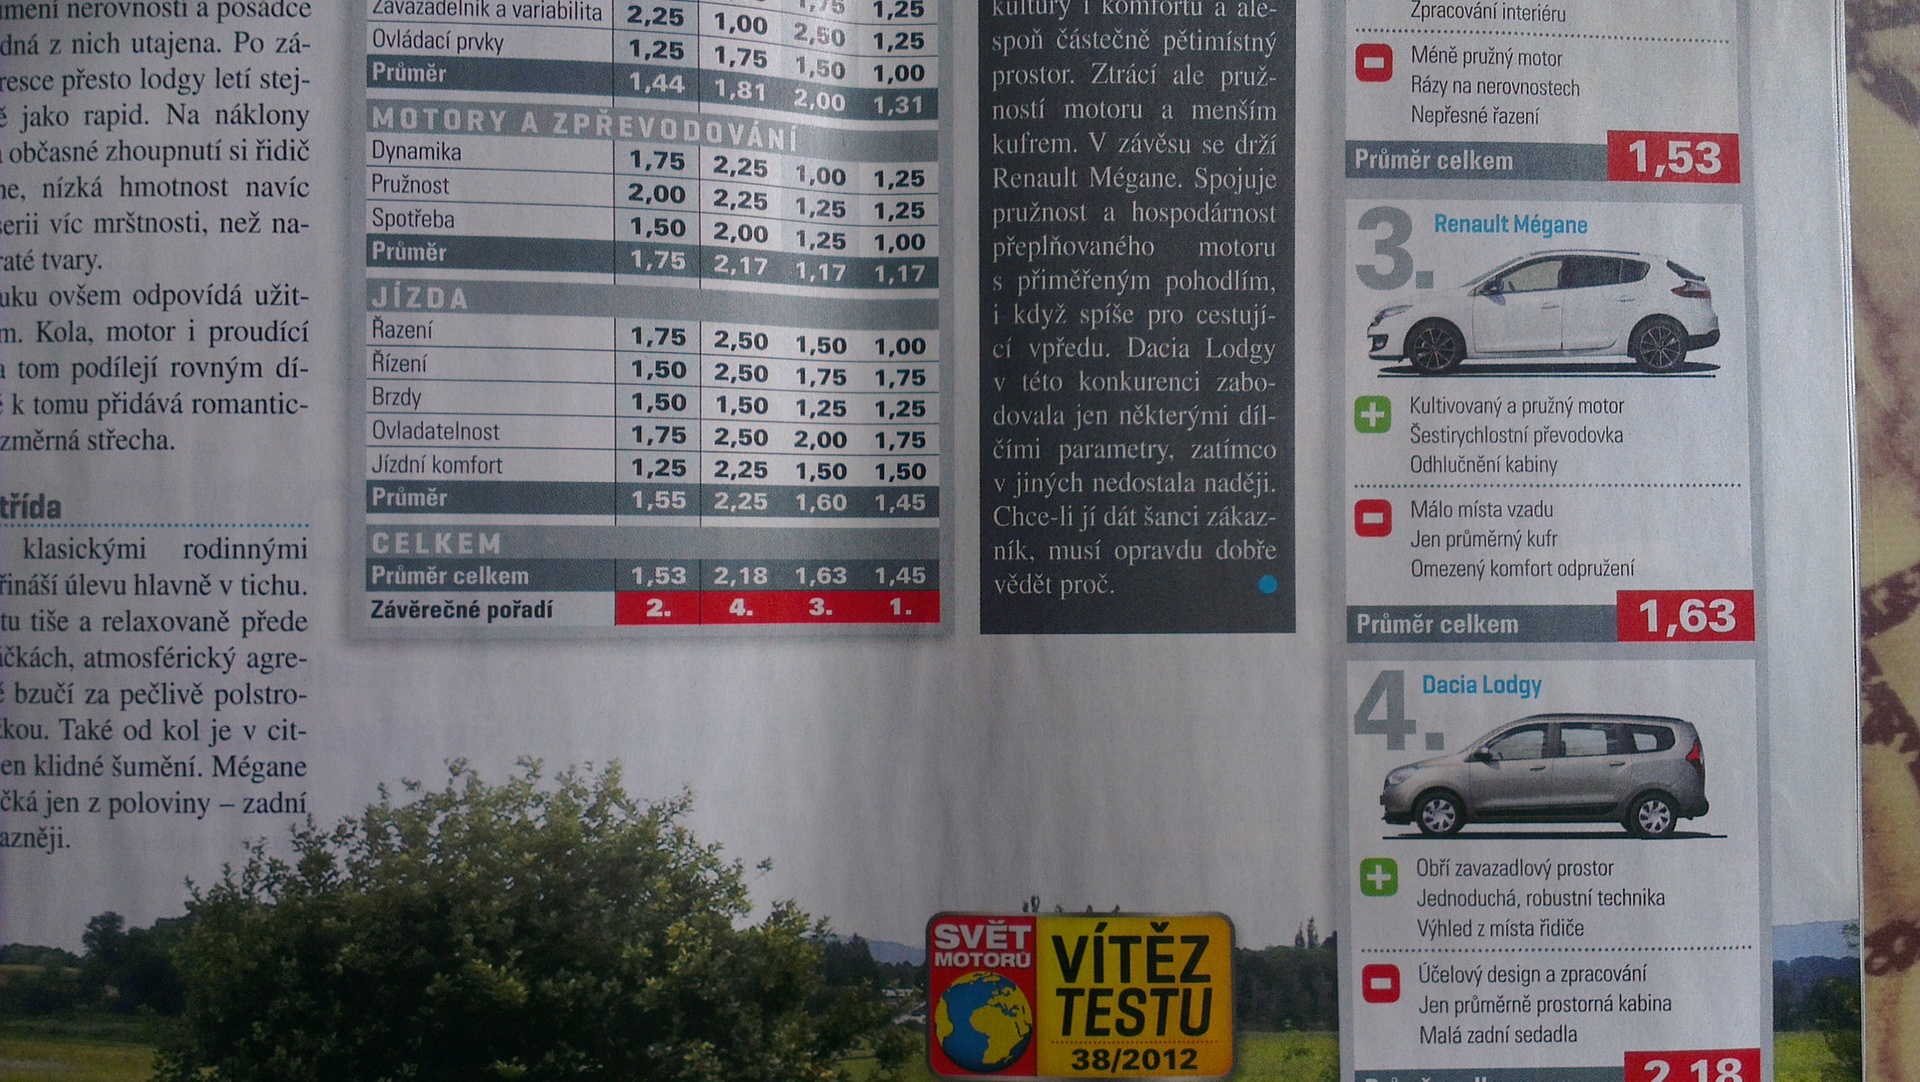 mení nerovností a posádce
dná z nich utajena. Po zá-
resce přesto lodgy letí stej-
ě jako rapid. Na náklony
občasné zhoupnutí si řidič
ne, nízká hmotnost navíc
serii víc mrštnosti, než na-
raté tvary.
uku ovšem odpovídá užit-
m. Kola, motor i proudící
a tom podílejí rovným dí-
k tomu přidává romantic-
změrná střecha.
třída
klasickými rodinnými
řináší úlevu hlavně v tichu.
tu tiše a relaxovaně přede
čkách, atmosférický agre-
bzučí za pečlivě polstro-
kou. Také od kol je v cit-
en klidné šumění. Mégane
čká jen z poloviny – zadní
azněji.
Zavazadelník a variabilita 2,25 1,00 2,50 1,25
Ovládací prvky 1,25 1,75 1,50 1,00
Průměr 1,44 1,81 2,00 1,31
MOTORY A ZPŘEVODOVÁNÍ
Dynamika 1,75 2,25 1,00 1,25
Pružnost 2,00 2,25 1,25 1,25
Spotřeba 1,50 2,00 1,25 1,00
Průměr 1,75 2,17 1,17 1,17
JÍZDA
Řazení 1,75 2,50 1,50 1,00
Řízení 1,50 2,50 1,75 1,75
Brzdy 1,50 1,50 1,25 1,25
Ovladatelnost 1,75 2,50 2,00 1,75
Jízdní komfort 1,25 2,25 1,50 1,50
Průměr 1,55 2,25 1,60 1,45
CELKEM
Průměr celkem 1,53 2,18 1,63 1,45
Závěrečné pořadí 2. 4. 3. 1.
kultury i komfortu a ale-
spoň částečně pětimístný
prostor. Ztrácí ale pruž-
ností motoru a menším
kufrem. V závěsu se drží
Renault Mégane. Spojuje
pružnost a hospodárnost
přeplňovaného motoru
s přiměřeným pohodlím,
i když spíše pro cestují-
cí vpředu. Dacia Lodgy
v této konkurenci zabo-
dovala jen některými díl-
čími parametry, zatímco
v jiných nedostala naději.
Chce-li jí dát šanci zákaz-
ník, musí opravdu dobře
vědět proč.
Zpracování interiéru
Méně pružný motor
Rázy na nerovnostech
Nepřesné řazení
Průměr celkem 1,53
3. Renault Mégane
Kultivovaný a pružný motor
Šestirychlostní převodovka
Odhlučnění kabiny
Málo místa vzadu
Jen průměrný kufr
Omezený komfort odpružení
Průměr celkem 1,63
4. Dacia Lodgy
Obří zavazadlový prostor
Jednoduchá, robustní technika
Výhled z místa řidiče
Účelový design a zpracování
Jen průměrně prostorná kabina
Malá zadní sedadla
Průměr celkem 2,18
SVĚT
MOTORŮ
VÍTĚZ
TESTU
38/2012